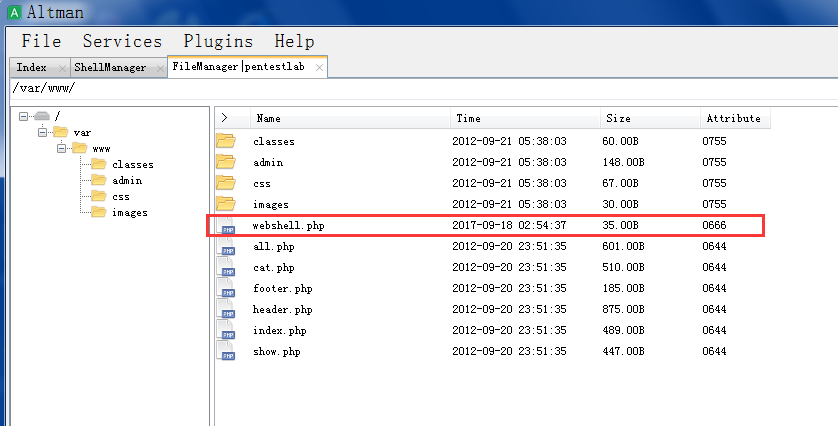 Altman
File Services Plugins Help
Index ShellManager FileManager|pentestlab
/var/www/
/
var
www
classes
admin
css
images
> Name Time Size Attribute
classes 2012-09-21 05:38:03 60.00B 0755
admin 2012-09-21 05:38:03 148.00B 0755
css 2012-09-21 05:38:03 67.00B 0755
images 2012-09-21 05:38:03 30.00B 0755
PHP webshell.php 2017-09-18 02:54:37 35.00B 0666
PHP all.php 2012-09-20 23:51:35 601.00B 0644
PHP cat.php 2012-09-20 23:51:35 510.00B 0644
PHP footer.php 2012-09-20 23:51:35 185.00B 0644
PHP header.php 2012-09-20 23:51:35 875.00B 0644
PHP index.php 2012-09-20 23:51:35 489.00B 0644
PHP show.php 2012-09-20 23:51:35 447.00B 0644